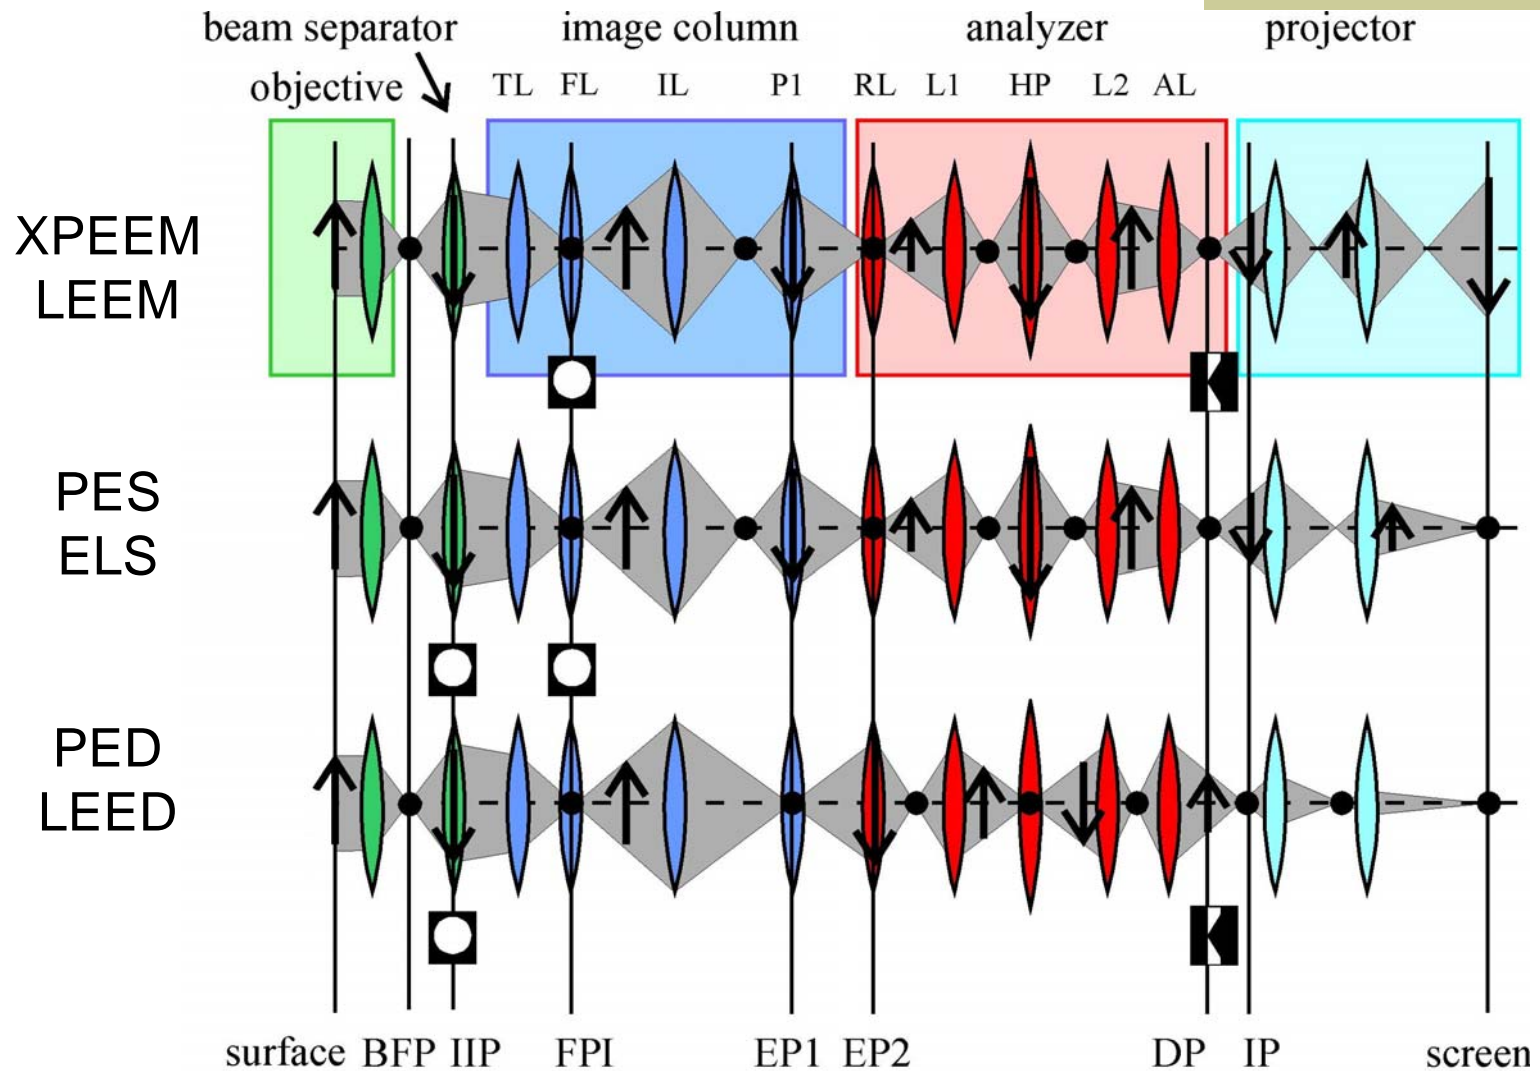 beam separator image column analyzer projector
objective TL FL IL P1 RL L1 HP L2 AL
XPEEM
LEEM
PES
ELS
PED
LEED
surface BFP IIP FPI EP1 EP2 DP IP screen